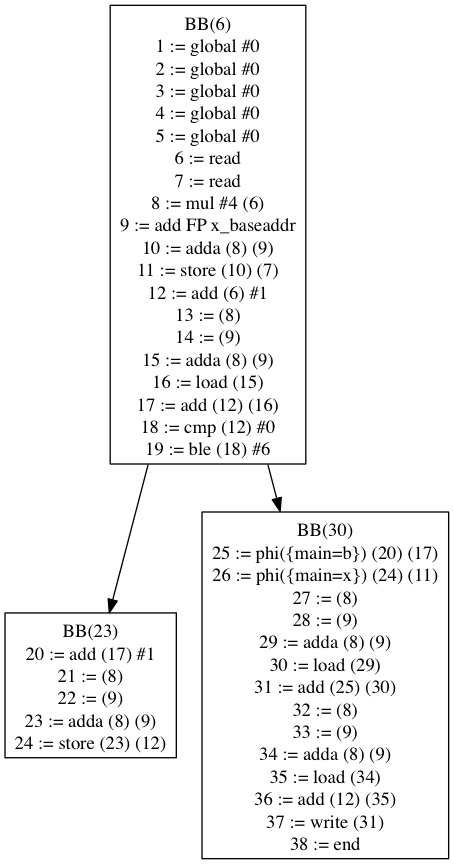 BB(6)
1 := global #0
2 := global #0
3 := global #0
4 := global #0
5 := global #0
6 := read
7 := read
8 := mul #4 (6)
9 := add FP x_baseaddr
10 := adda (8) (9)
11 := store (10) (7)
12 := add (6) #1
13 := (8)
14 := (9)
15 := adda (8) (9)
16 := load (15)
17 := add (12) (16)
18 := cmp (12) #0
19 := ble (18) #6
BB(23)
20 := add (17) #1
21 := (8)
22 := (9)
23 := adda (8) (9)
24 := store (23) (12)
BB(30)
25 := phi({main=b}) (20) (17)
26 := phi({main=x}) (24) (11)
27 := (8)
28 := (9)
29 := adda (8) (9)
30 := load (29)
31 := add (25) (30)
32 := (8)
33 := (9)
34 := adda (8) (9)
35 := load (34)
36 := add (12) (35)
37 := write (31)
38 := end